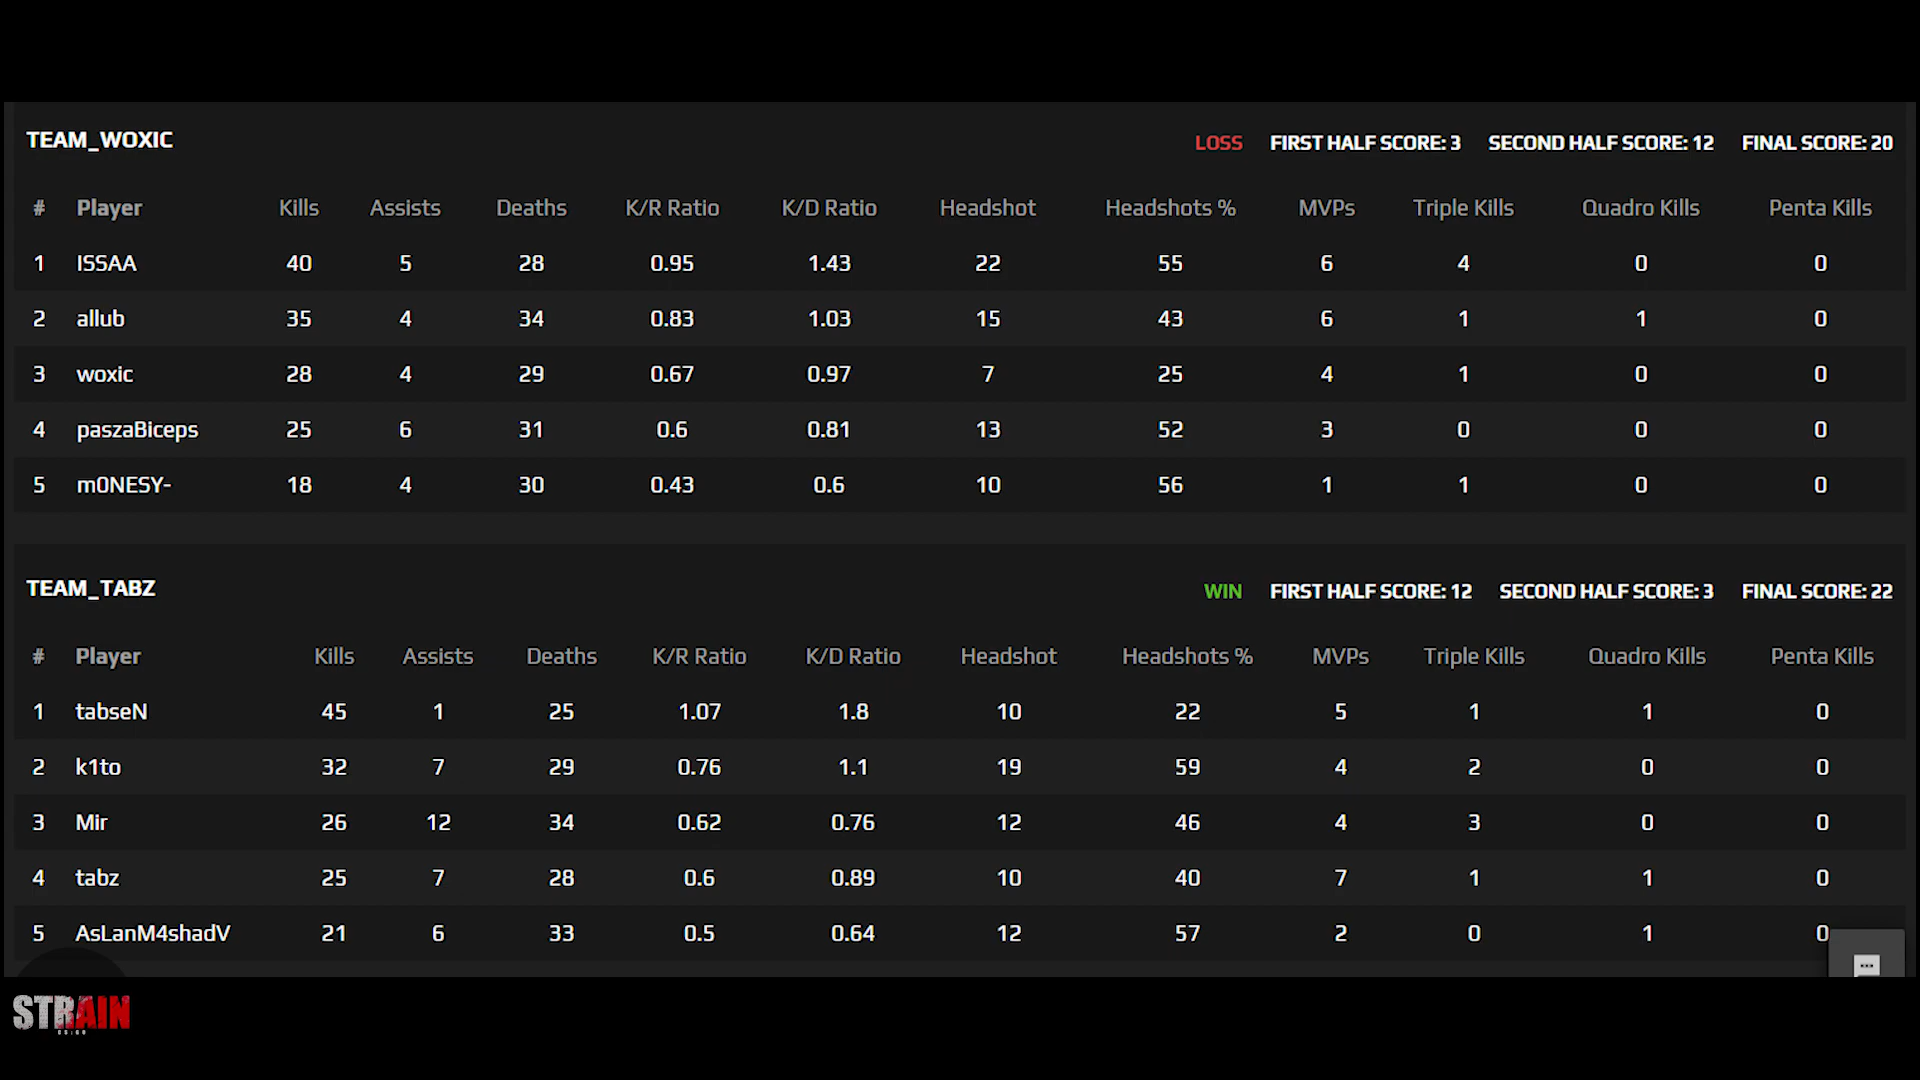 TEAM_WOXIC
LOSS FIRST HALF SCORE: 3 SECOND HALF SCORE: 12 FINAL SCORE: 20
# Player Kills Assists Deaths K/R Ratio K/D Ratio Headshot Headshots % MVPs Triple Kills Quadro Kills Penta Kills
1 ISSAA 40 5 28 0.95 1.43 22 55 6 4 0 0
2 allub 35 4 34 0.83 1.03 15 43 6 1 1 0
3 woxic 28 4 29 0.67 0.97 7 25 4 1 0 0
4 paszaBiceps 25 6 31 0.6 0.81 13 52 3 0 0 0
5 m0NESY- 18 4 30 0.43 0.6 10 56 1 1 0 0
TEAM_TABZ
WIN FIRST HALF SCORE: 12 SECOND HALF SCORE: 3 FINAL SCORE: 22
# Player Kills Assists Deaths K/R Ratio K/D Ratio Headshot Headshots % MVPs Triple Kills Quadro Kills Penta Kills
1 tabseN 45 1 25 1.07 1.8 10 22 5 1 1 0
2 k1to 32 7 29 0.76 1.1 19 59 4 2 0 0
3 Mir 26 12 34 0.62 0.76 12 46 4 3 0 0
4 tabz 25 7 28 0.6 0.89 10 40 7 1 1 0
5 AsLanM4shadV 21 6 33 0.5 0.64 12 57 2 0 1 0
STRAIN